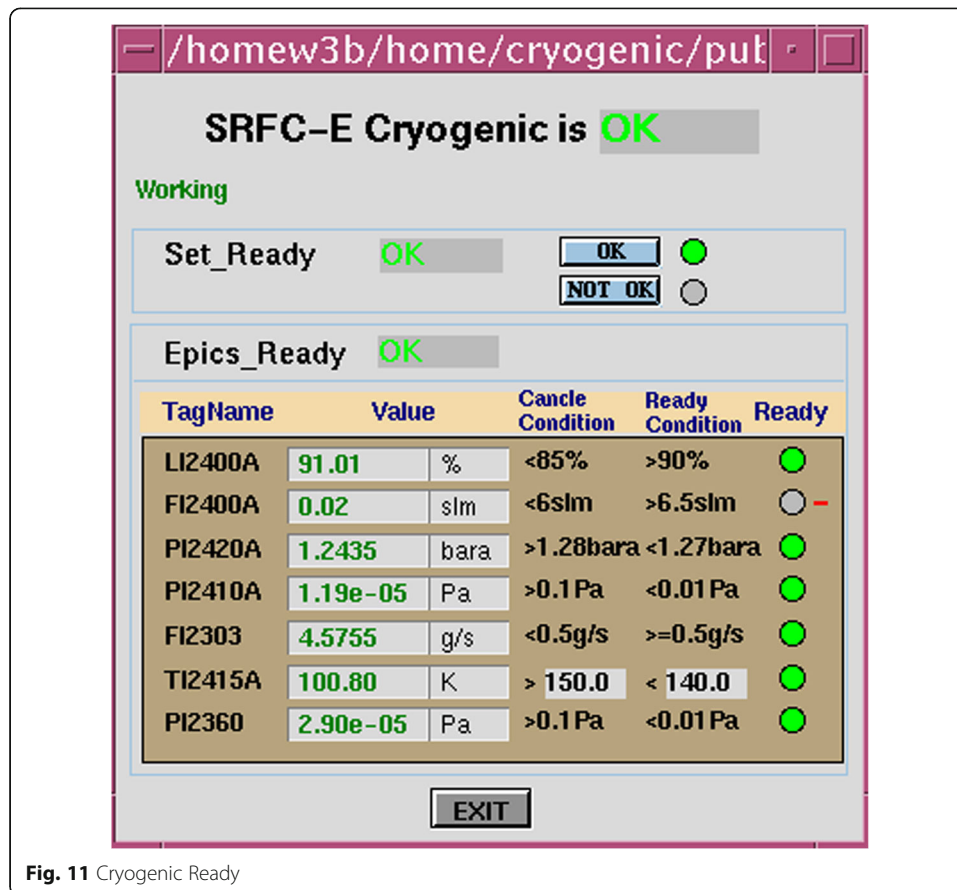 /homew3b/home/cryogenic/pub
SRFC-E Cryogenic is OK
Working
Set_Ready OK OK
NOT OK
Epics_Ready OK
TagName Value Cancle Condition Ready Condition Ready
LI2400A 91.01 % <85% >90%
FI2400A 0.02 slm <6slm >6.5slm
PI2420A 1.2435 bara >1.28bara <1.27bara
PI2410A 1.19e-05 Pa >0.1Pa <0.01Pa
FI2303 4.5755 g/s <0.5g/s >=0.5g/s
TI2415A 100.80 K > 150.0 < 140.0
PI2360 2.90e-05 Pa >0.1Pa <0.01Pa
EXIT
Fig. 11 Cryogenic Ready